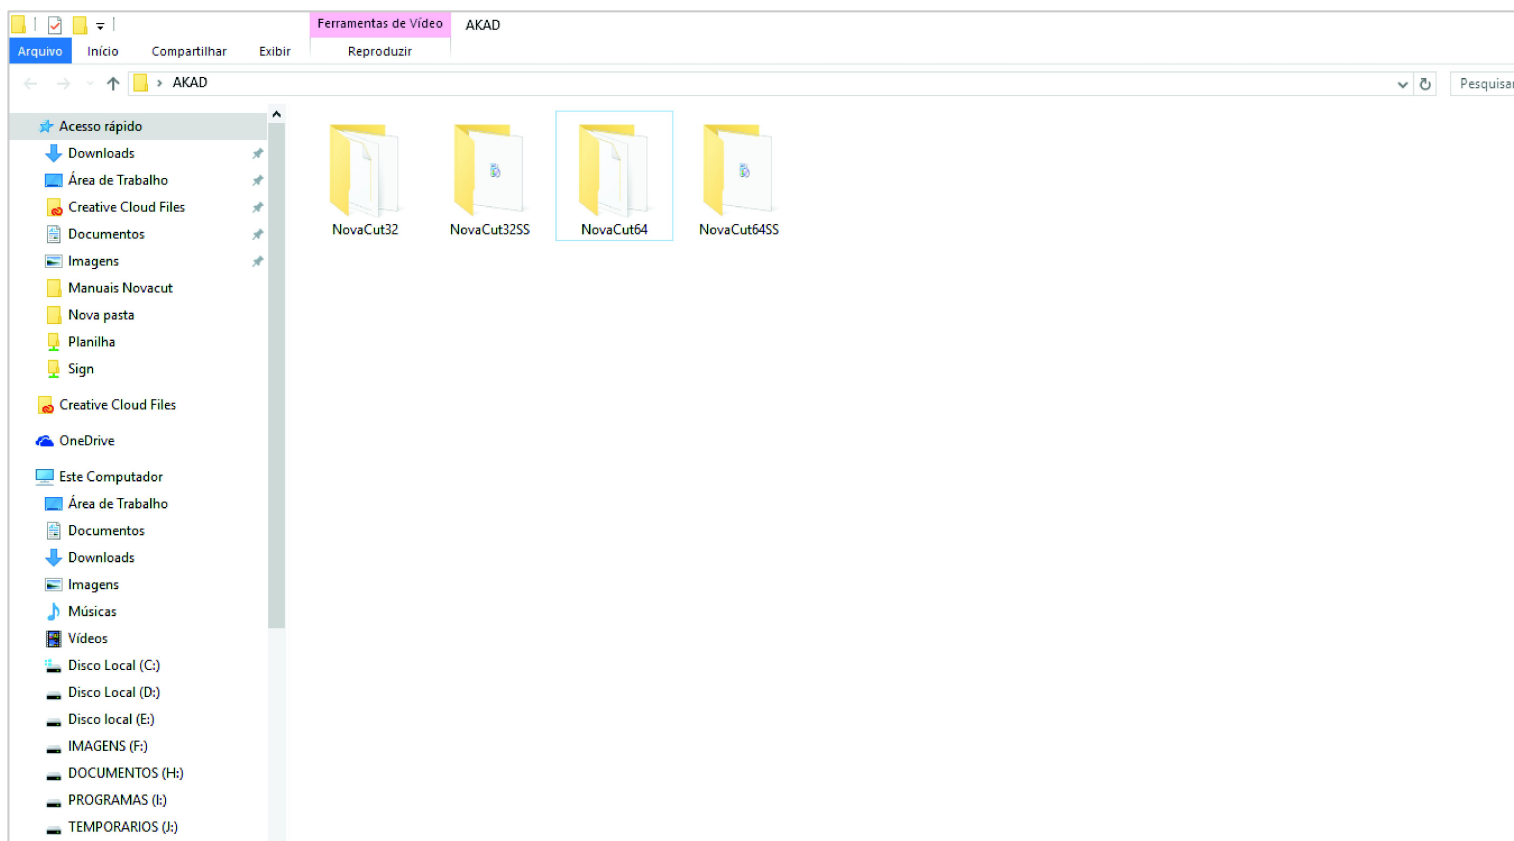 Ferramentas de Vídeo
AKAD
Arquivo
Início
Compartilhar
Exibir
Reproduzir
AKAD
Pesquisar
Acesso rápido
Downloads
Área de Trabalho
Creative Cloud Files
Documentos
Imagens
Manuais Novacut
Nova pasta
Planilha
Sign
Creative Cloud Files
OneDrive
Este Computador
Área de Trabalho
Documentos
Downloads
Imagens
Músicas
Vídeos
Disco Local (C:)
Disco Local (D:)
Disco local (E:)
IMAGENS (F:)
DOCUMENTOS (H:)
PROGRAMAS (I:)
TEMPORARIOS (J:)
NovaCut32
NovaCut32SS
NovaCut64
NovaCut64SS